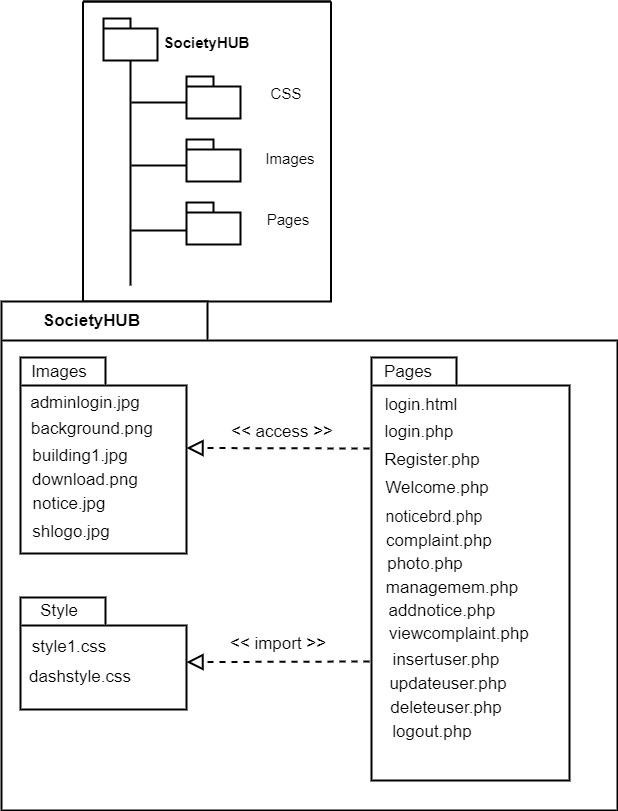 SocietyHUB
CSS
Images
Pages
SocietyHUB
Images
adminlogin.jpg
background.png
building1.jpg
download.png
notice.jpg
shlogo.jpg
<< access >>
Style
style1.css
dashstyle.css
<< import >>
Pages
login.html
login.php
Register.php
Welcome.php
noticebrd.php
complaint.php
photo.php
managemem.php
addnotice.php
viewcomplaint.php
insertuser.php
updateuser.php
deleteuser.php
logout.php